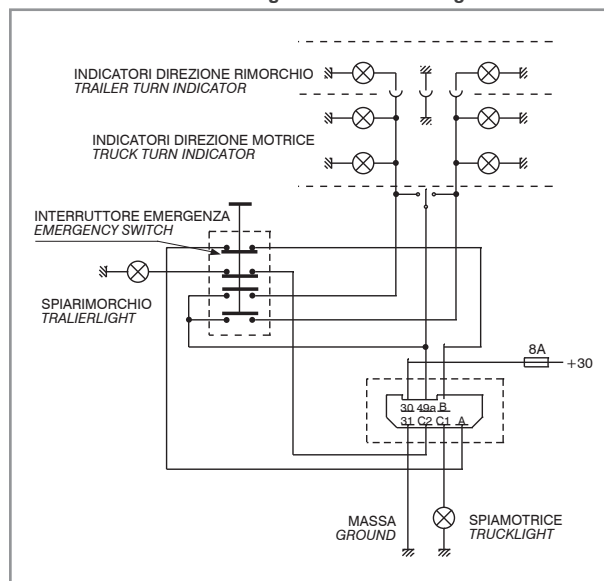 INDICATORI DIREZIONE RIMORCHIO
TRAILER TURN INDICATOR
INDICATORI DIREZIONE MOTRICE
TRUCK TURN INDICATOR
INTERRUTTORE EMERGENZA
EMERGENCY SWITCH
SPIARIMORCHIO
TRALIERLIGHT
8A
+30
30 49a B
31 C2 C1 A
MASSA
GROUND
SPIAMOTRICE
TRUCKLIGHT